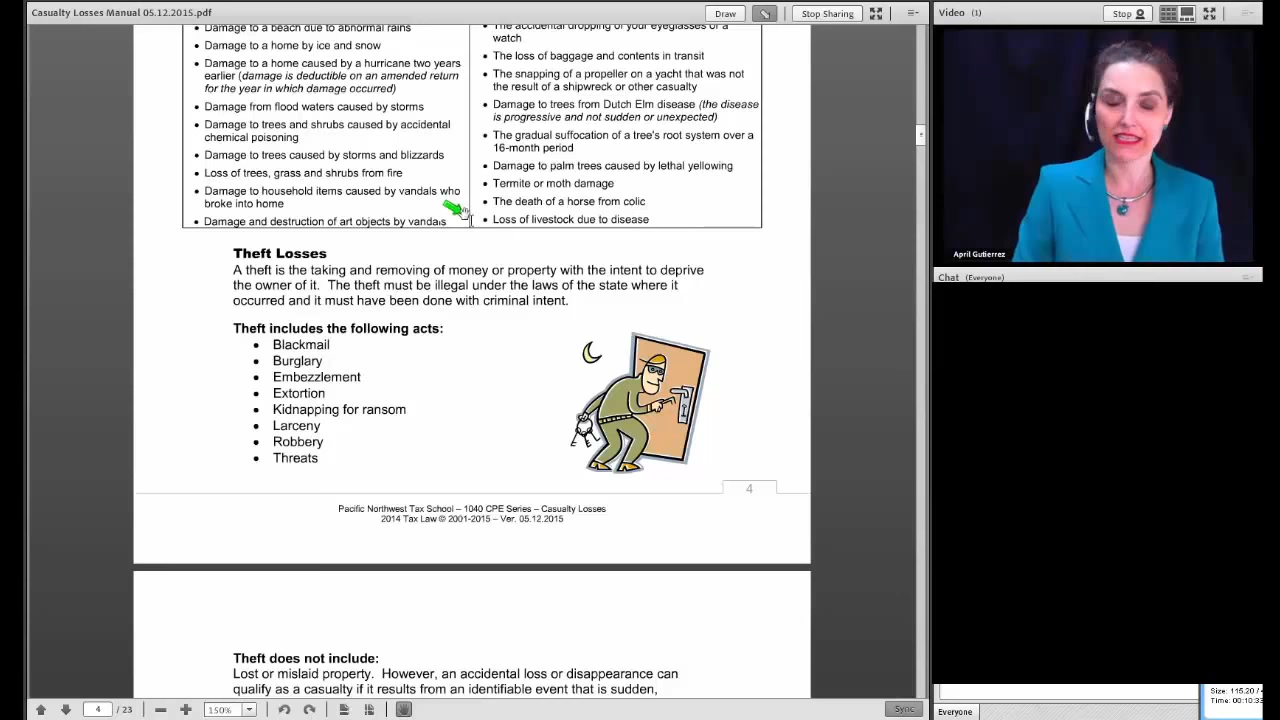 Casualty Losses Manual 05.12.2015.pdf
Draw
Stop Sharing
Damage to a beach due to abnormal rains
• Damage to a home by ice and snow
• Damage to a home caused by a hurricane two years
earlier (damage is deductible on an amended return
for the year in which damage occurred)
• Damage from flood waters caused by storms
• Damage to trees and shrubs caused by accidental
chemical poisoning
• Damage to trees caused by storms and blizzards
• Loss of trees, grass and shrubs from fire
• Damage to household items caused by vandals who
broke into home
• Damage and destruction of art objects by vandals
The accidental dropping of your eyeglasses or a
watch
• The loss of baggage and contents in transit
• The snapping of a propeller on a yacht that was not
the result of a shipwreck or other casualty
• Damage to trees from Dutch Elm disease (the disease
is progressive and not sudden or unexpected)
• The gradual suffocation of a tree's root system over a
16-month period
• Damage to palm trees caused by lethal yellowing
• Termite or moth damage
• The death of a horse from colic
• Loss of livestock due to disease
Theft Losses
A theft is the taking and removing of money or property with the intent to deprive
the owner of it. The theft must be illegal under the laws of the state where it
occurred and it must have been done with criminal intent.
Theft includes the following acts:
• Blackmail
• Burglary
• Embezzlement
• Extortion
• Kidnapping for ransom
• Larceny
• Robbery
• Threats
4
Pacific Northwest Tax School – 1040 CPE Series – Casualty Losses
2014 Tax Law © 2001-2015 – Ver. 05.12.2015
Theft does not include:
Lost or mislaid property. However, an accidental loss or disappearance can
qualify as a casualty if it results from an identifiable event that is sudden,
4 / 23
150%
Sync
Video (1)
Stop
April Gutierrez
Chat (Everyone)
Everyone
Size: 115.20 /
Time: 00:10:3